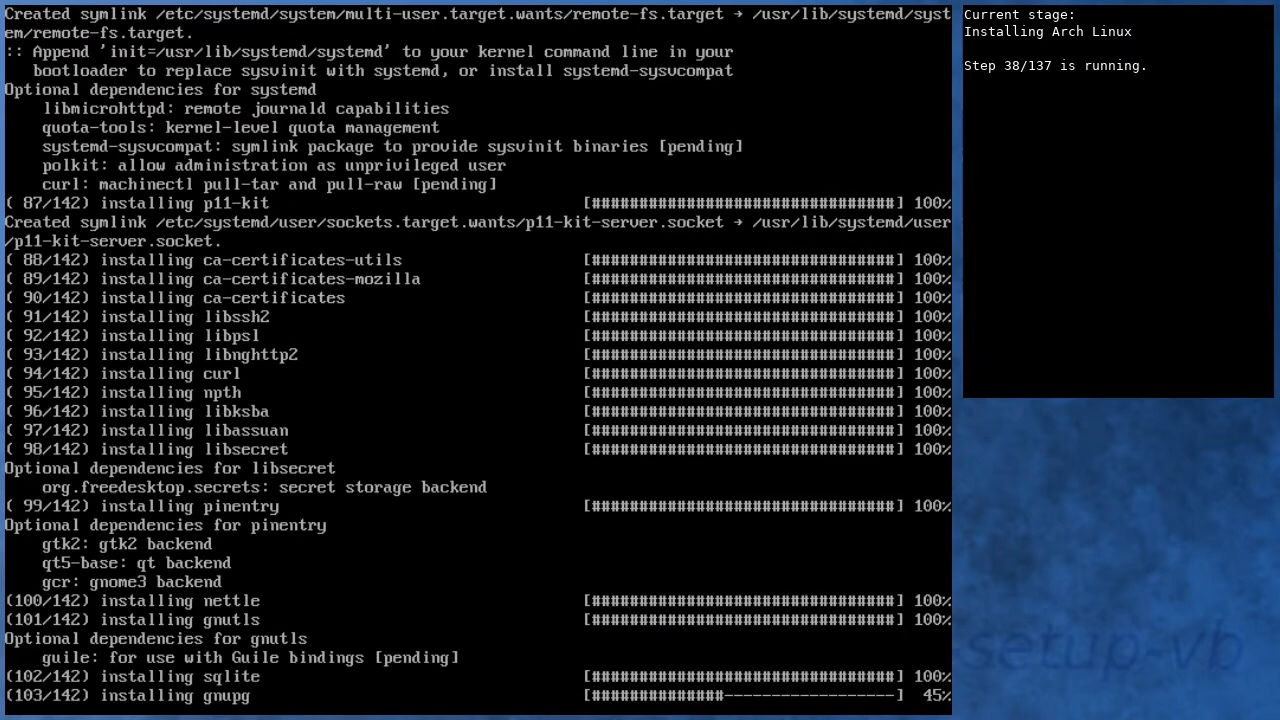 Created symlink /etc/systemd/system/multi-user.target.wants/remote-fs.target → /usr/lib/systemd/syst
em/remote-fs.target.
:: Append 'init=/usr/lib/systemd/systemd' to your kernel command line in your
   bootloader to replace sysvinit with systemd, or install systemd-sysvcompat
Optional dependencies for systemd
    libmicrohttpd: remote journald capabilities
    quota-tools: kernel-level quota management
    systemd-sysvcompat: symlink package to provide sysvinit binaries [pending]
    polkit: allow administration as unprivileged user
    curl: machinectl pull-tar and pull-raw [pending]
( 87/142) installing p11-kit [################################] 100%
Created symlink /etc/systemd/user/sockets.target.wants/p11-kit-server.socket → /usr/lib/systemd/user
/p11-kit-server.socket.
( 88/142) installing ca-certificates-utils [################################] 100%
( 89/142) installing ca-certificates-mozilla [################################] 100%
( 90/142) installing ca-certificates [################################] 100%
( 91/142) installing libssh2 [################################] 100%
( 92/142) installing libpsl [################################] 100%
( 93/142) installing libnghttp2 [################################] 100%
( 94/142) installing curl [################################] 100%
( 95/142) installing npth [################################] 100%
( 96/142) installing libksba [################################] 100%
( 97/142) installing libassuan [################################] 100%
( 98/142) installing libsecret [################################] 100%
Optional dependencies for libsecret
    org.freedesktop.secrets: secret storage backend
( 99/142) installing pinentry [################################] 100%
Optional dependencies for pinentry
    gtk2: gtk2 backend
    qt5-base: qt backend
    gcr: gnome3 backend
(100/142) installing nettle [################################] 100%
(101/142) installing gnutls [################################] 100%
Optional dependencies for gnutls
    guile: for use with Guile bindings [pending]
(102/142) installing sqlite [################################] 100%
(103/142) installing gnupg [##############------------------] 45%
Current stage:
Installing Arch Linux
Step 38/137 is running.
setup-vb